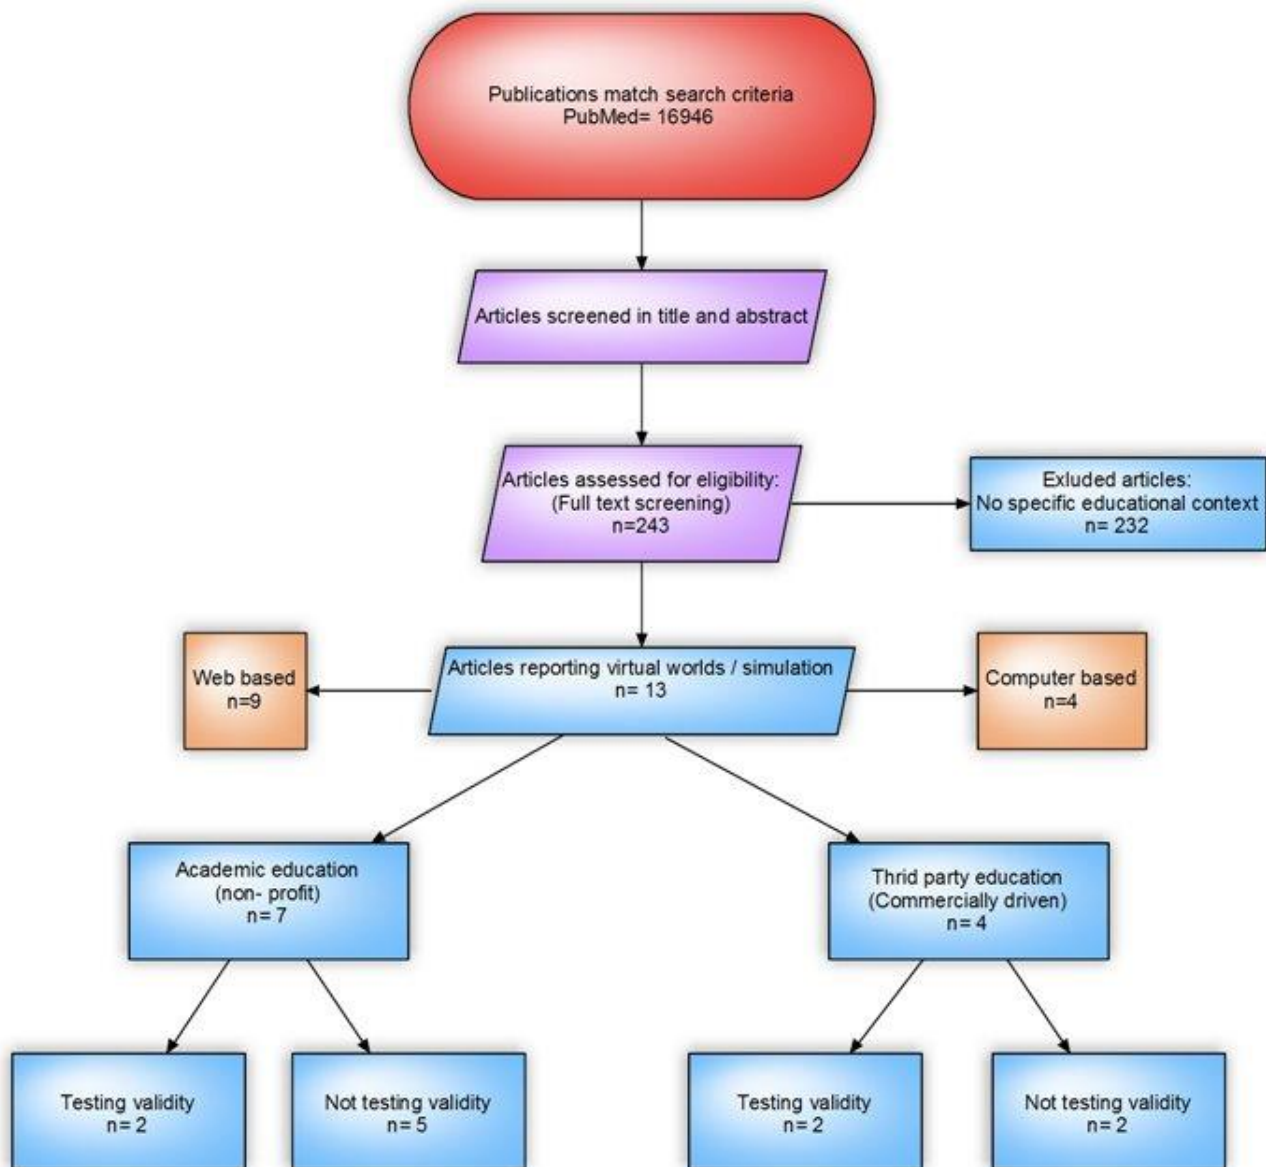 Publications match search criteria
PubMed= 16946
Articles screened in title and abstract
Articles assessed for eligibility:
(Full text screening)
n=243
Exluded articles:
No specific educational context
n= 232
Web based
n=9
Articles reporting virtual worlds / simulation
n= 13
Computer based
n=4
Academic education
(non- profit)
n= 7
Thrid party education
(Commercially driven)
n= 4
Testing validity
n= 2
Not testing validity
n= 5
Testing validity
n= 2
Not testing validity
n= 2